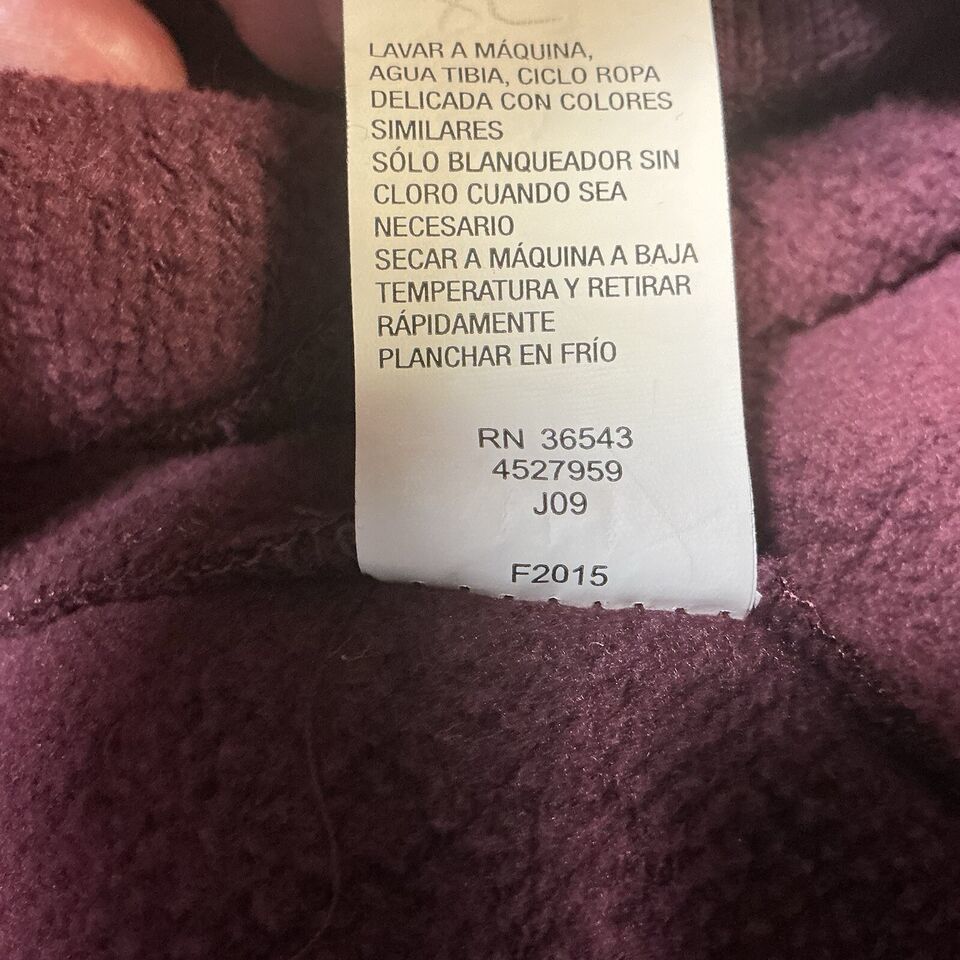 LAVAR A MÁQUINA,
AGUA TIBIA, CICLO ROPA
DELICADA CON COLORES
SIMILARES
SÓLO BLANQUEADOR SIN
CLORO CUANDO SEA
NECESARIO
SECAR A MÁQUINA A BAJA
TEMPERATURA Y RETIRAR
RÁPIDAMENTE
PLANCHAR EN FRÍO
RN 36543
4527959
J09
F2015